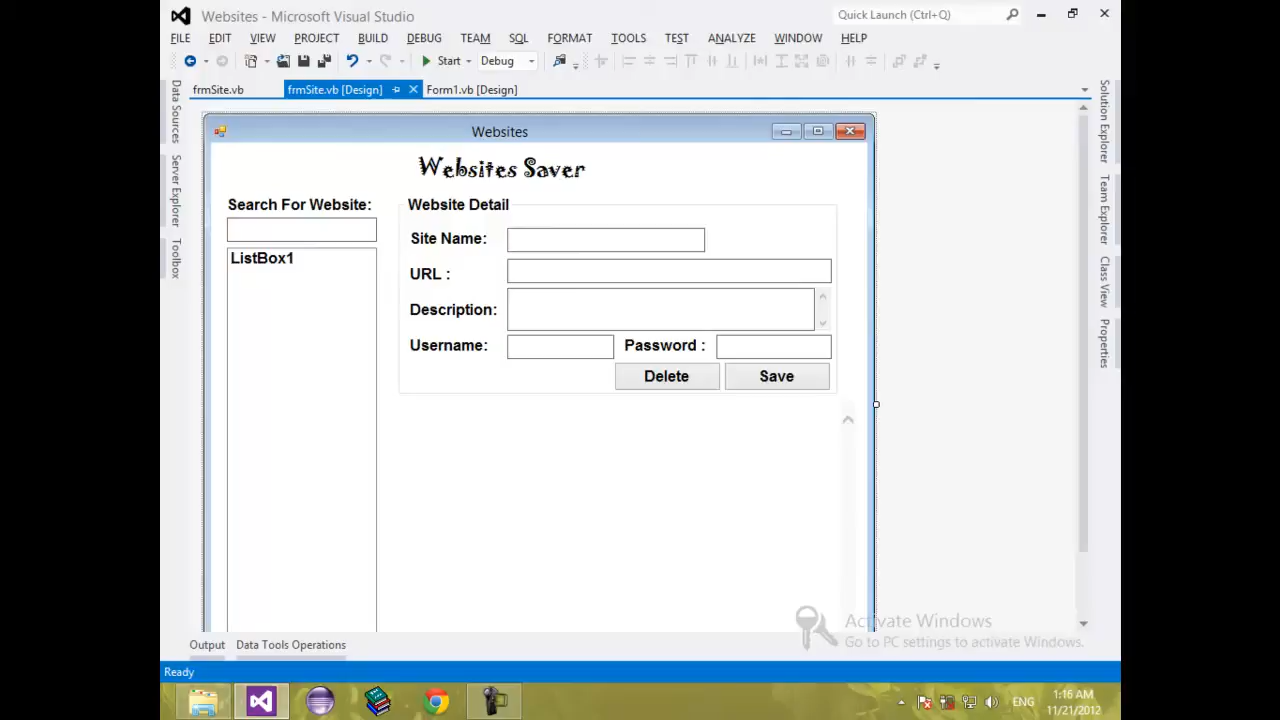 Websites - Microsoft Visual Studio
Quick Launch (Ctrl+Q)
FILE EDIT VIEW PROJECT BUILD DEBUG TEAM SQL FORMAT TOOLS TEST ANALYZE WINDOW HELP
Start Debug
frmSite.vb frmSite.vb [Design] Form1.vb [Design]
Data Sources
Server Explorer
Toolbox
Websites
Websites Saver
Search For Website:
ListBox1
Website Detail
Site Name:
URL :
Description:
Username: Password :
Delete Save
Solution Explorer
Team Explorer
Class View
Properties
Activate Windows
Go to PC settings to activate Windows.
Output Data Tools Operations
Ready
ENG
1:16 AM
11/21/2012